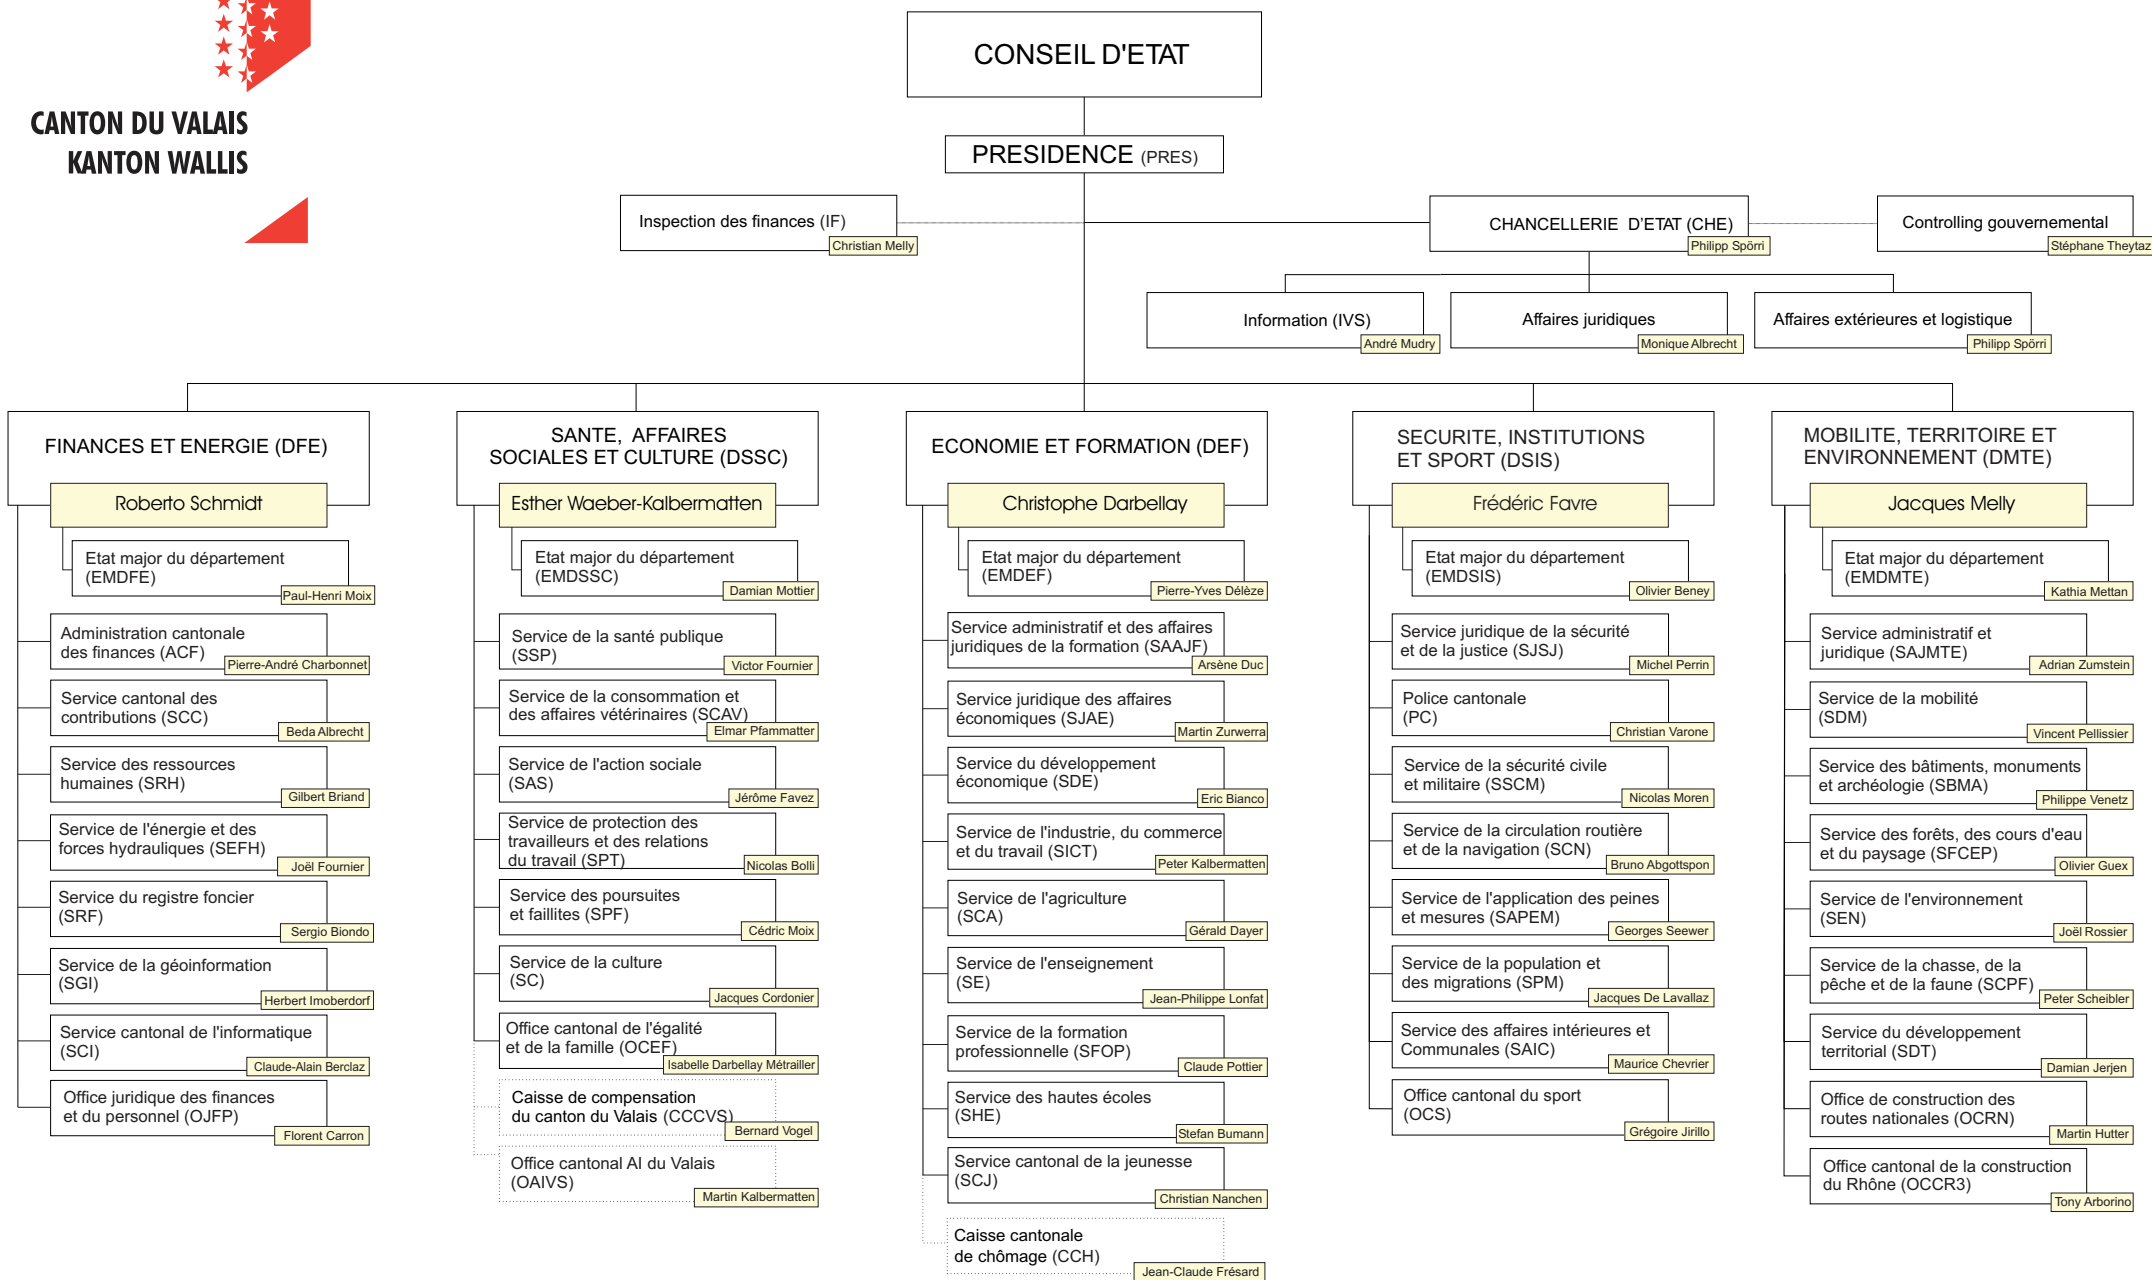 CANTON DU VALAIS
KANTON WALLIS
CONSEIL D'ETAT
PRESIDENCE (PRES)
Inspection des finances (IF)
Christian Melly
CHANCELLERIE D'ETAT (CHE)
Philipp Spörri
Controlling gouvernemental
Stéphane Theytaz
Information (IVS)
André Mudry
Affaires juridiques
Monique Albrecht
Affaires extérieures et logistique
Philipp Spörri
FINANCES ET ENERGIE (DFE)
Roberto Schmidt
Etat major du département
(EMDFE)
Paul-Henri Moix
Administration cantonale
des finances (ACF)
Pierre-André Charbonnet
Service cantonal des
contributions (SCC)
Beda Albrecht
Service des ressources
humaines (SRH)
Gilbert Briand
Service de l'énergie et des
forces hydrauliques (SEFH)
Joël Fournier
Service du registre foncier
(SRF)
Sergio Biondo
Service de la géoinformation
(SGI)
Herbert Imoberdorf
Service cantonal de l'informatique
(SCI)
Claude-Alain Berclaz
Office juridique des finances
et du personnel (OJFP)
Florent Carron
SANTE, AFFAIRES
SOCIALES ET CULTURE (DSSC)
Esther Waeber-Kalbermatten
Etat major du département
(EMDSSC)
Damian Mottier
Service de la santé publique
(SSP)
Victor Fournier
Service de la consommation et
des affaires vétérinaires (SCAV)
Elmar Pfammatter
Service de l'action sociale
(SAS)
Jérôme Favez
Service de protection des
travailleurs et des relations
du travail (SPT)
Nicolas Bolli
Service des poursuites
et faillites (SPF)
Cédric Moix
Service de la culture
(SC)
Jacques Cordonier
Office cantonal de l'égalité
et de la famille (OCEF)
Isabelle Darbellay Métrailler
Caisse de compensation
du canton du Valais (CCCVS)
Bernard Vogel
Office cantonal AI du Valais
(OAIVS)
Martin Kalbermatten
ECONOMIE ET FORMATION (DEF)
Christophe Darbellay
Etat major du département
(EMDEF)
Pierre-Yves Délèze
Service administratif et des affaires
juridiques de la formation (SAAJF)
Arsène Duc
Service juridique des affaires
économiques (SJAE)
Martin Zurwerra
Service du développement
économique (SDE)
Eric Bianco
Service de l'industrie, du commerce
et du travail (SICT)
Peter Kalbermatten
Service de l'agriculture
(SCA)
Gérald Dayer
Service de l'enseignement
(SE)
Jean-Philippe Lonfat
Service de la formation
professionnelle (SFOP)
Claude Pottier
Service des hautes écoles
(SHE)
Stefan Bumann
Service cantonal de la jeunesse
(SCJ)
Christian Nanchen
Caisse cantonale
de chômage (CCH)
Jean-Claude Frésard
SECURITE, INSTITUTIONS
ET SPORT (DSIS)
Frédéric Favre
Etat major du département
(EMDSIS)
Olivier Beney
Service juridique de la sécurité
et de la justice (SJSJ)
Michel Perrin
Police cantonale
(PC)
Christian Varone
Service de la sécurité civile
et militaire (SSCM)
Nicolas Moren
Service de la circulation routière
et de la navigation (SCN)
Bruno Abgottspon
Service de l'application des peines
et mesures (SAPEM)
Georges Seewer
Service de la population et
des migrations (SPM)
Jacques De Lavallaz
Service des affaires intérieures et
Communales (SAIC)
Maurice Chevrier
Office cantonal du sport
(OCS)
Grégoire Jirillo
MOBILITE, TERRITOIRE ET
ENVIRONNEMENT (DMTE)
Jacques Melly
Etat major du département
(EMDMTE)
Kathia Mettan
Service administratif et
juridique (SAJMTE)
Adrian Zumstein
Service de la mobilité
(SDM)
Vincent Pellissier
Service des bâtiments, monuments
et archéologie (SBMA)
Philippe Venetz
Service des forêts, des cours d'eau
et du paysage (SFCEP)
Olivier Guex
Service de l'environnement
(SEN)
Joël Rossier
Service de la chasse, de la
pêche et de la faune (SCPF)
Peter Scheibler
Service du développement
territorial (SDT)
Damian Jerjen
Office de construction des
routes nationales (OCRN)
Martin Hutter
Office cantonal de la construction
du Rhône (OCCR3)
Tony Arborino